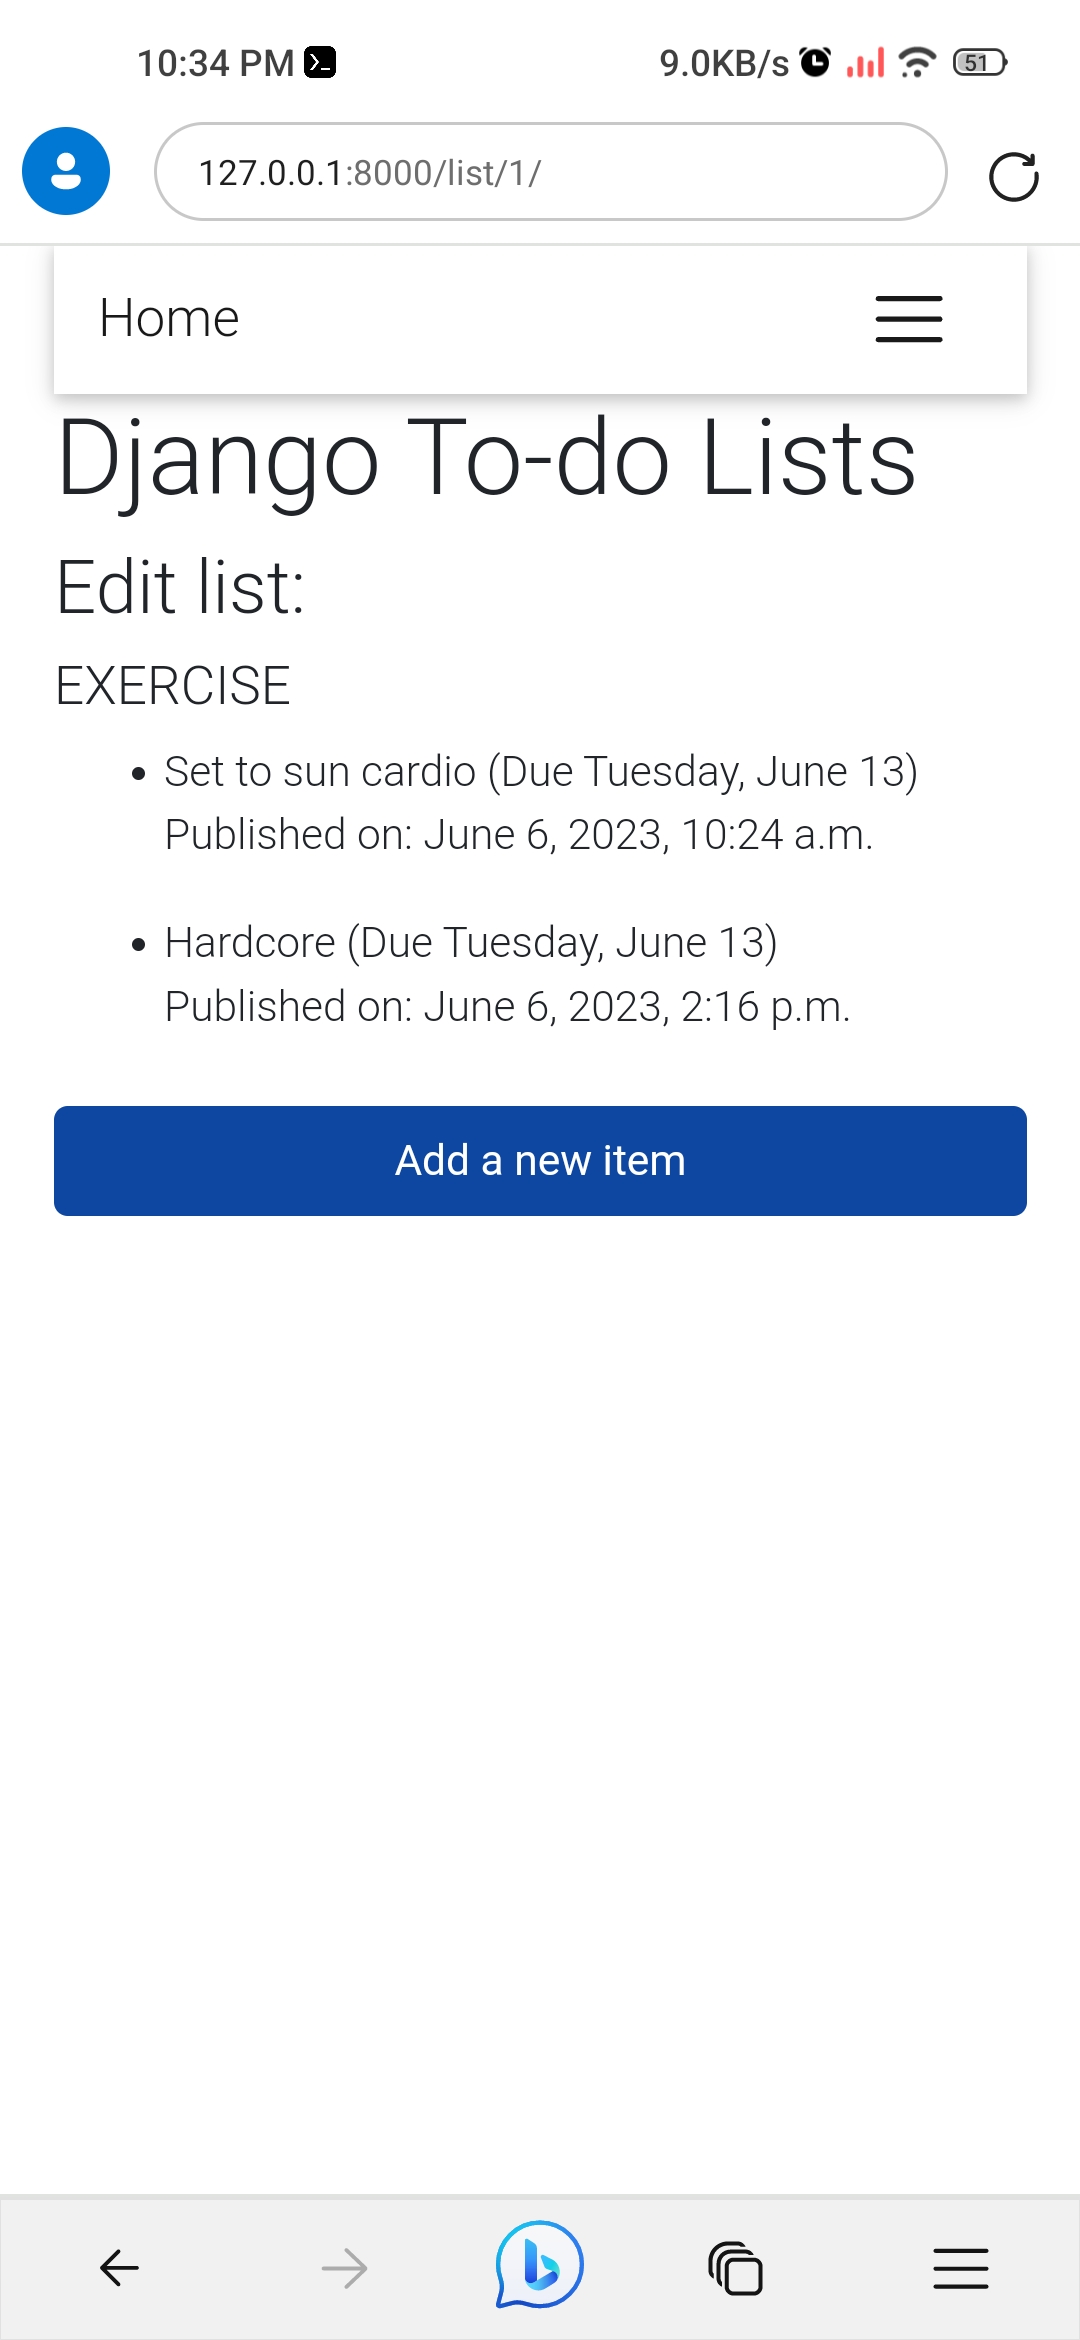 10:34 PM
9.0KB/s
51
127.0.0.1:8000/list/1/
Home
Django To-do Lists
Edit list:
EXERCISE
Set to sun cardio (Due Tuesday, June 13)
Published on: June 6, 2023, 10:24 a.m.
Hardcore (Due Tuesday, June 13)
Published on: June 6, 2023, 2:16 p.m.
Add a new item